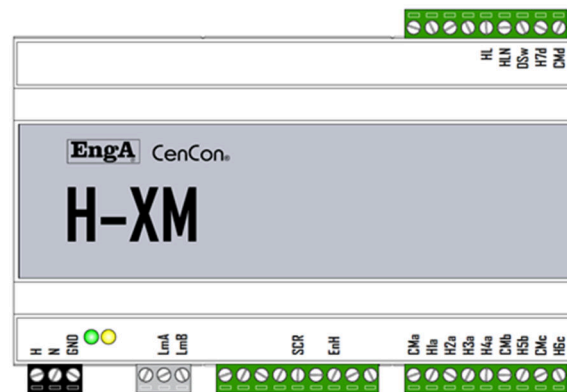 HL HLN DSw H7d CMd
EngA CenCon®
H-XM
H N GND LmA LmB SCR EnH CMa H1a H2a H3a H4a CMb H5b CMc H6c